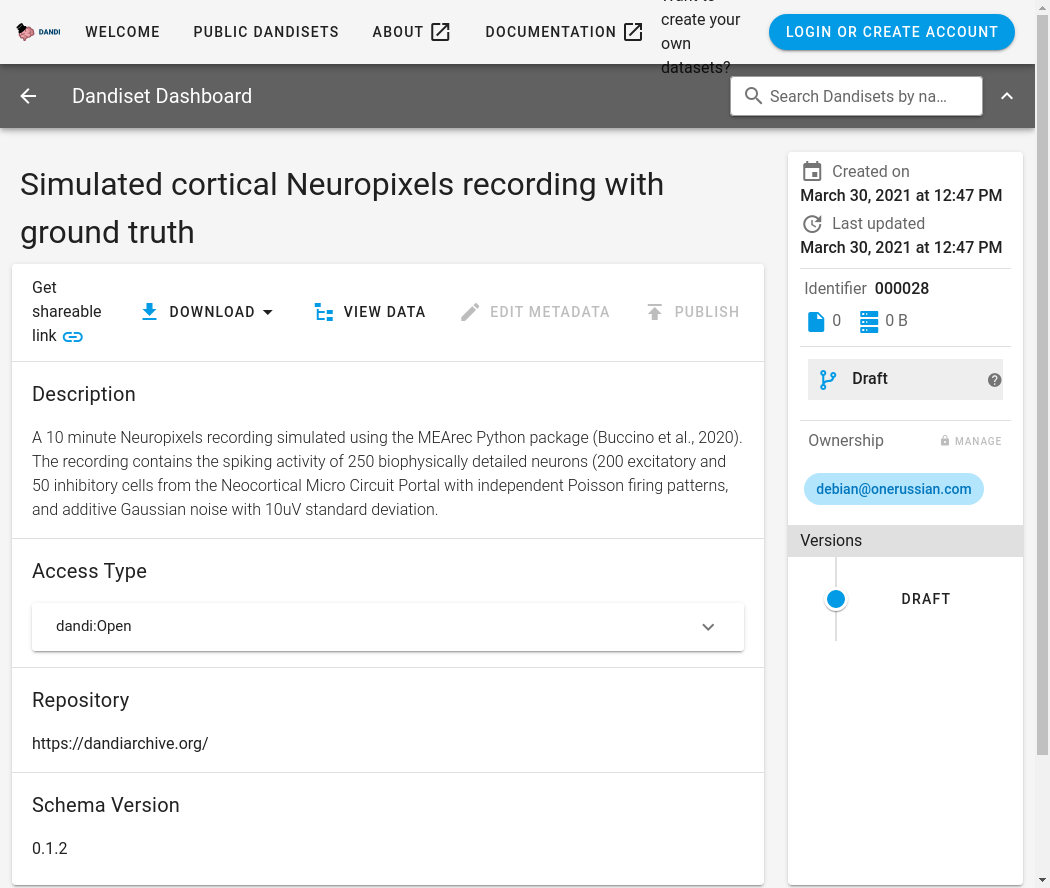 DANDI
WELCOME
PUBLIC DANDISETS
ABOUT
DOCUMENTATION
create your
own
datasets?
LOGIN OR CREATE ACCOUNT
Dandiset Dashboard
Search Dandisets by na...
Simulated cortical Neuropixels recording with
ground truth
Get
shareable
link
DOWNLOAD
VIEW DATA
EDIT METADATA
PUBLISH
Description
A 10 minute Neuropixels recording simulated using the MEArec Python package (Buccino et al., 2020).
The recording contains the spiking activity of 250 biophysically detailed neurons (200 excitatory and
50 inhibitory cells from the Neocortical Micro Circuit Portal with independent Poisson firing patterns,
and additive Gaussian noise with 10uV standard deviation.
Access Type
dandi:Open
Repository
https://dandiarchive.org/
Schema Version
0.1.2
Created on
March 30, 2021 at 12:47 PM
Last updated
March 30, 2021 at 12:47 PM
Identifier 000028
0
0 B
Draft
Ownership
MANAGE
debian@onerussian.com
Versions
DRAFT